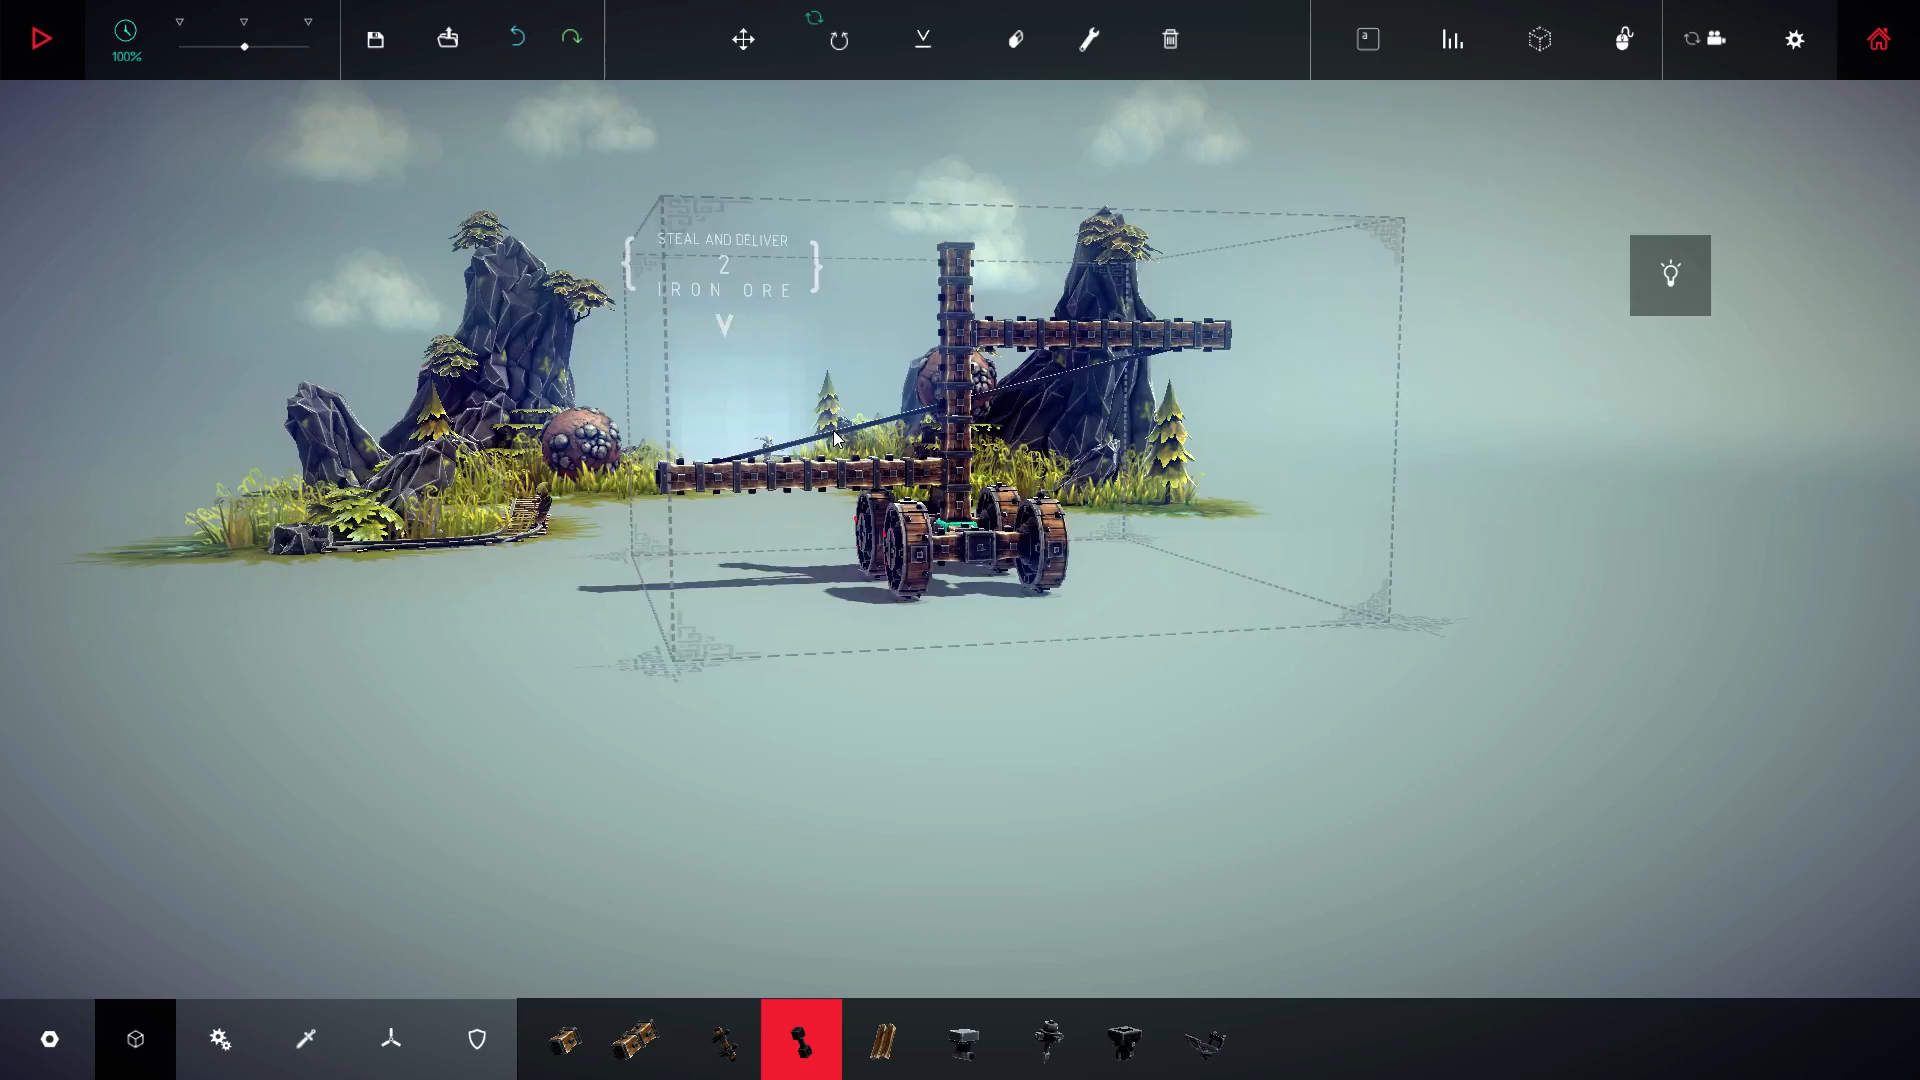 100%
a
STEAL AND DELIVER
2
IRON ORE